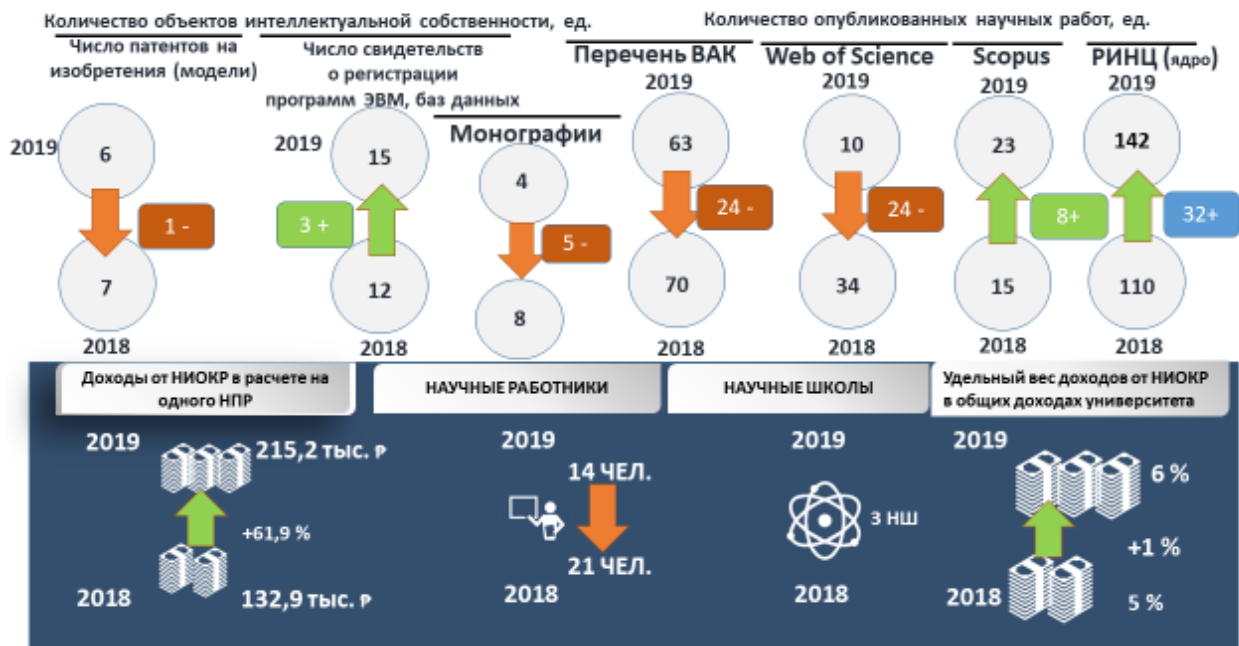 Количество объектов интеллектуальной собственности, ед.
Количество опубликованных научных работ, ед.
Число патентов на
изобретения (модели)
Число свидетельств
о регистрации
программ ЭВМ, баз данных
Монографии
Перечень ВАК
2019
Web of Science
2019
Scopus
2019
РИНЦ (ядро)
2019
2019
6
1 -
7
2018
2019
15
3 +
12
2018
4
5 -
8
63
24 -
70
2018
10
24 -
34
2018
23
8+
15
2018
142
32+
110
2018
Доходы от НИОКР в расчете на
одного НПР
2019
215,2 тыс. ₽
+61,9 %
2018
132,9 тыс. ₽
НАУЧНЫЕ РАБОТНИКИ
2019
14 ЧЕЛ.
21 ЧЕЛ.
2018
НАУЧНЫЕ ШКОЛЫ
2019
3 НШ
2018
Удельный вес доходов от НИОКР
в общих доходах университета
2019
6 %
+1 %
2018
5 %